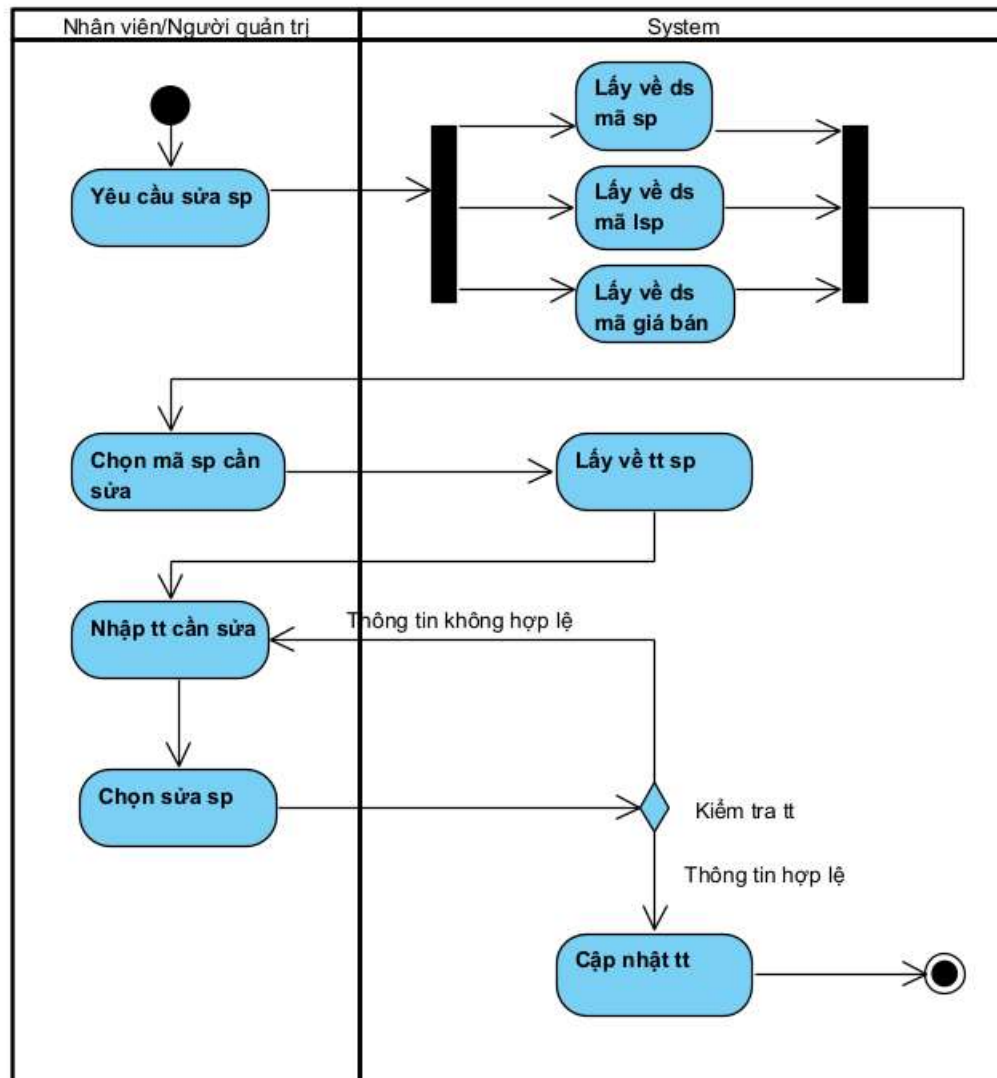 Nhân viên/Người quản trị
System
Lấy về ds
mã sp
Yêu cầu sửa sp
Lấy về ds
mã lsp
Lấy về ds
mã giá bán
Chọn mã sp cần
sửa
Lấy về tt sp
Thông tin không hợp lệ
Nhập tt cần sửa
Chọn sửa sp
Kiểm tra tt
Thông tin hợp lệ
Cập nhật tt